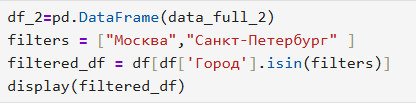 df_2=pd.DataFrame(data_full_2)
filters = ["Москва","Санкт-Петербург" ]
filtered_df = df[df['Город'].isin(filters)]
display(filtered_df)